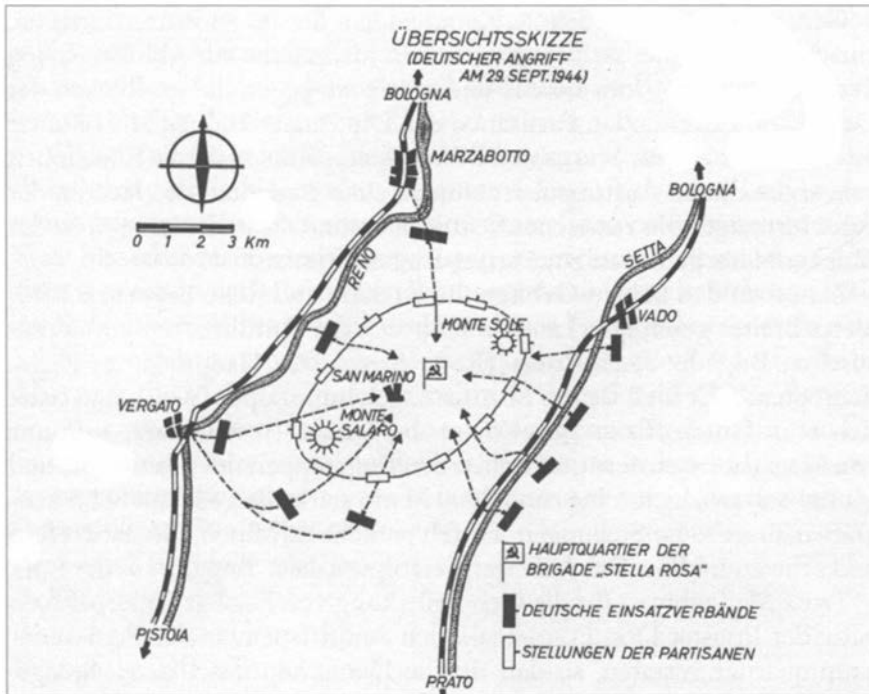 ÜBERSICHTSSKIZZE
(DEUTSCHER ANGRIFF
AM 29. SEPT. 1944)
BOLOGNA
MARZABOTTO
BOLOGNA
0 1 2 3 Km
RENO
SETTA
MONTE SOLE
VADO
SAN MARINO
VERGATO
MONTE
SALARO
HAUPTQUARTIER DER
BRIGADE „STELLA ROSA"
DEUTSCHE EINSATZVERBÄNDE
PISTOIA
STELLUNGEN DER PARTISANEN
PRATO